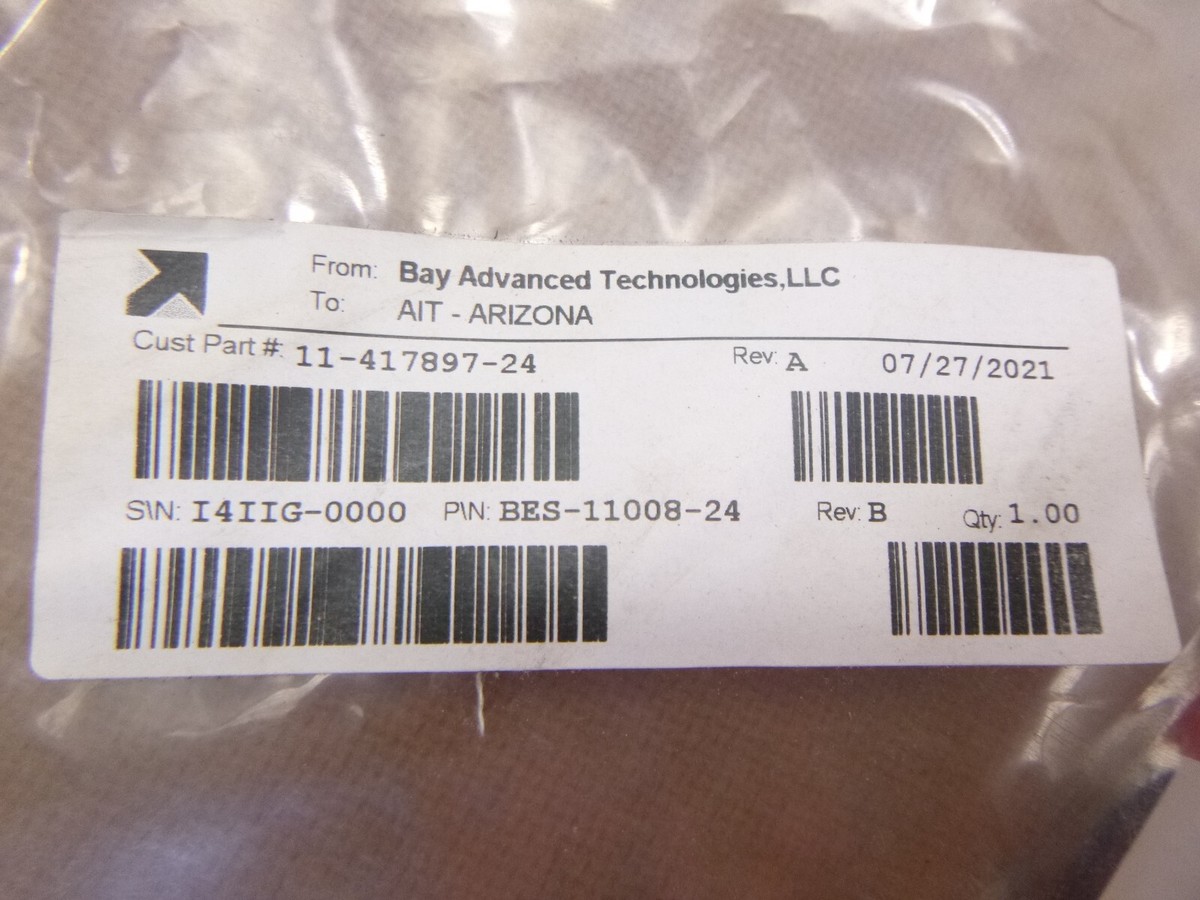 From: Bay Advanced Technologies,LLC
To: AIT - ARIZONA
Cust Part #: 11-417897-24 Rev: A 07/27/2021
S\N: I4IIG-0000 P\N: BES-11008-24 Rev: B Qty: 1.00